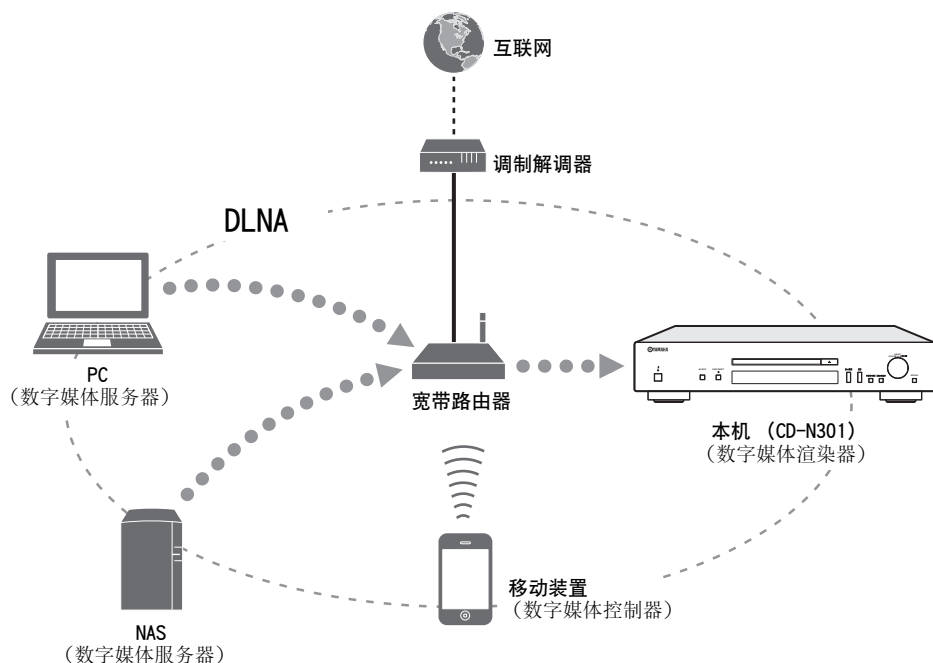 互联网
调制解调器
DLNA
YAMAHA
PC
（数字媒体服务器）
宽带路由器
本机 （CD-N301）
（数字媒体渲染器）
移动装置
（数字媒体控制器）
NAS
（数字媒体服务器）